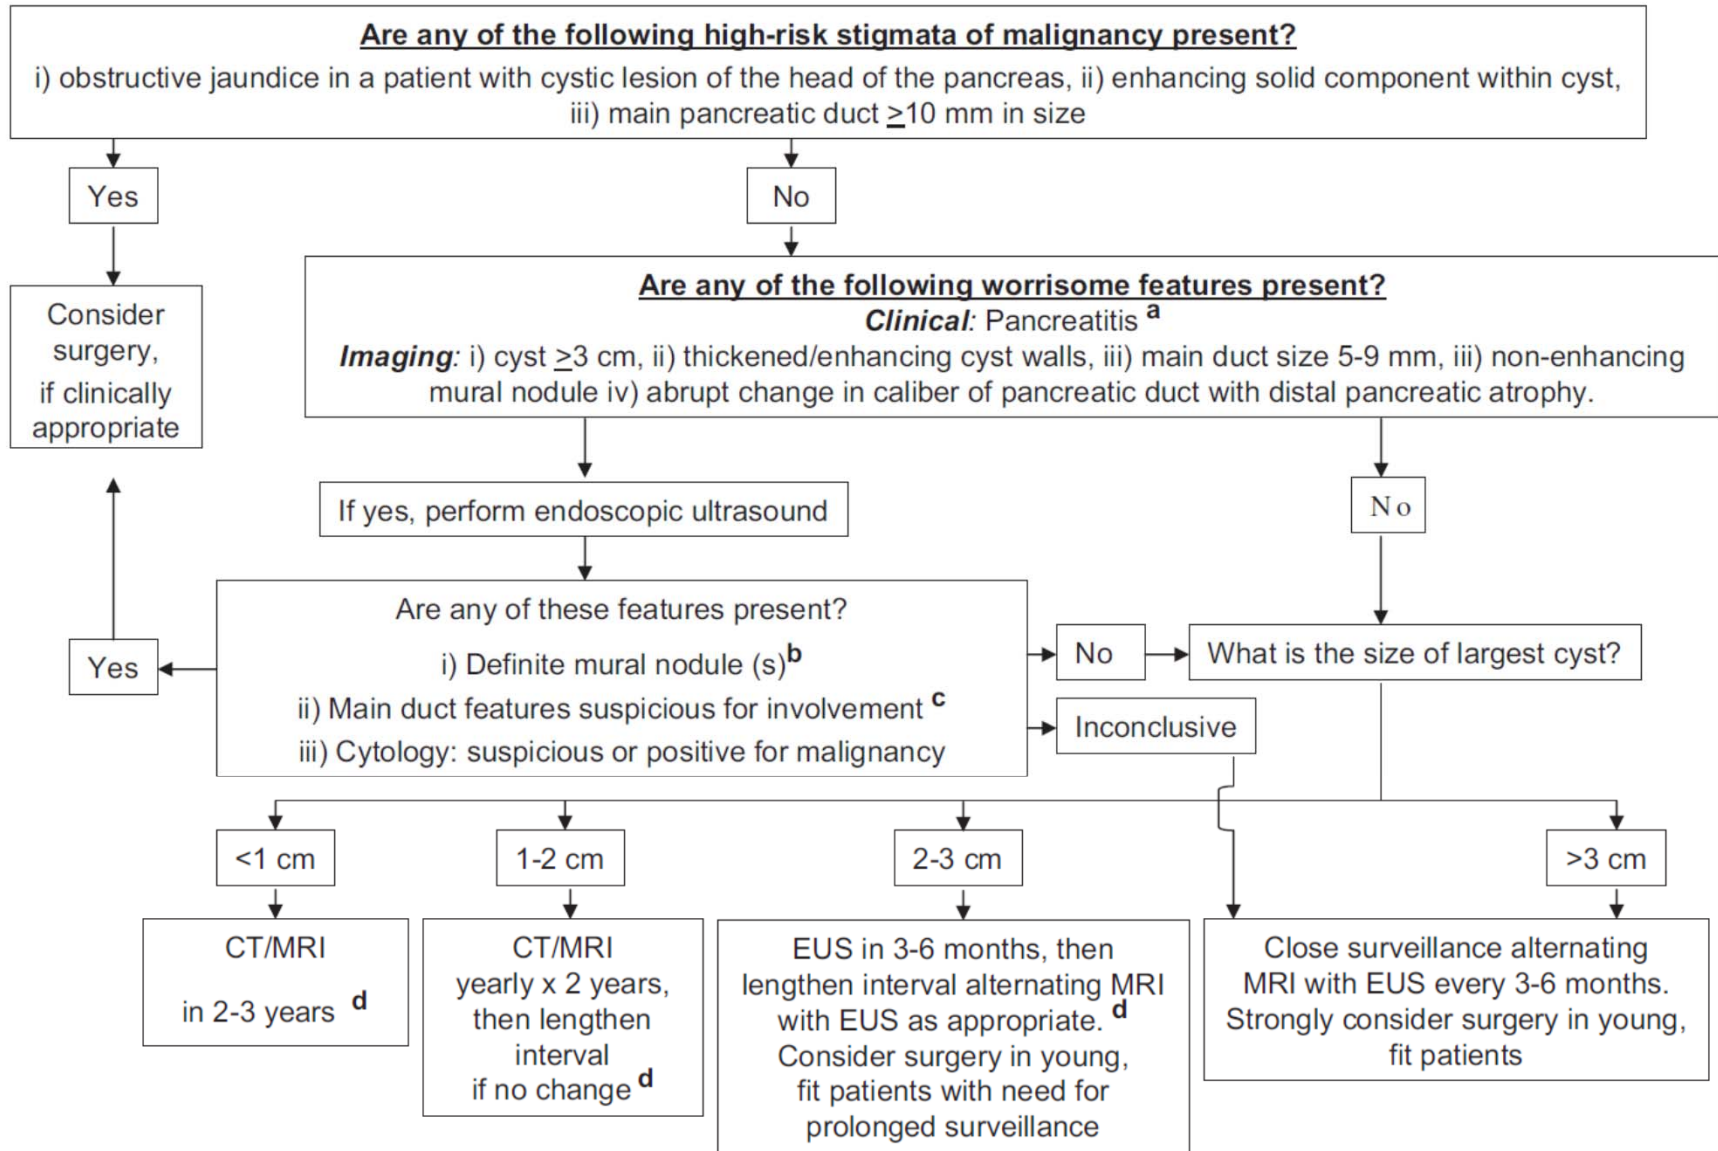 Are any of the following high-risk stigmata of malignancy present?
i) obstructive jaundice in a patient with cystic lesion of the head of the pancreas, ii) enhancing solid component within cyst,
iii) main pancreatic duct ≥10 mm in size
Yes
No
Consider
surgery,
if clinically
appropriate
Are any of the following worrisome features present?
Clinical: Pancreatitis a
Imaging: i) cyst ≥3 cm, ii) thickened/enhancing cyst walls, iii) main duct size 5-9 mm, iii) non-enhancing
mural nodule iv) abrupt change in caliber of pancreatic duct with distal pancreatic atrophy.
If yes, perform endoscopic ultrasound
No
Are any of these features present?
i) Definite mural nodule (s) b
ii) Main duct features suspicious for involvement c
iii) Cytology: suspicious or positive for malignancy
Yes
No
What is the size of largest cyst?
Inconclusive
<1 cm
1-2 cm
2-3 cm
>3 cm
CT/MRI
in 2-3 years d
CT/MRI
yearly x 2 years,
then lengthen
interval
if no change d
EUS in 3-6 months, then
lengthen interval alternating MRI
with EUS as appropriate. d
Consider surgery in young,
fit patients with need for
prolonged surveillance
Close surveillance alternating
MRI with EUS every 3-6 months.
Strongly consider surgery in young,
fit patients